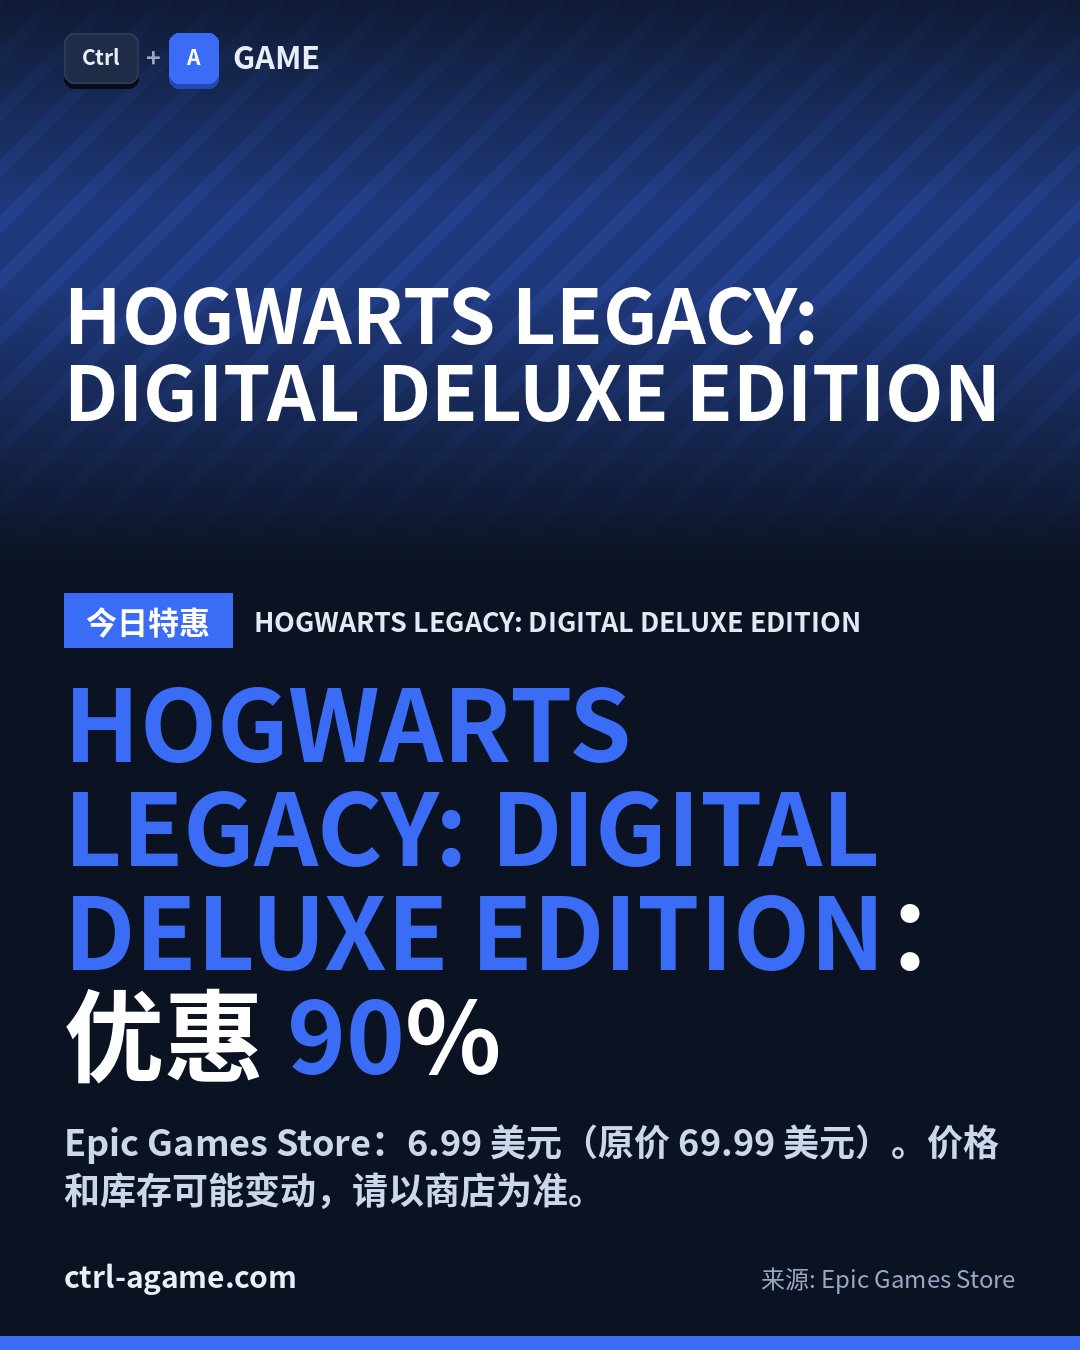 Ctrl + A GAME
HOGWARTS LEGACY:
DIGITAL DELUXE EDITION
今日特惠 HOGWARTS LEGACY: DIGITAL DELUXE EDITION
HOGWARTS
LEGACY: DIGITAL
DELUXE EDITION：
优惠 90%
Epic Games Store：6.99 美元（原价 69.99 美元）。价格
和库存可能变动，请以商店为准。
ctrl-agame.com
来源: Epic Games Store